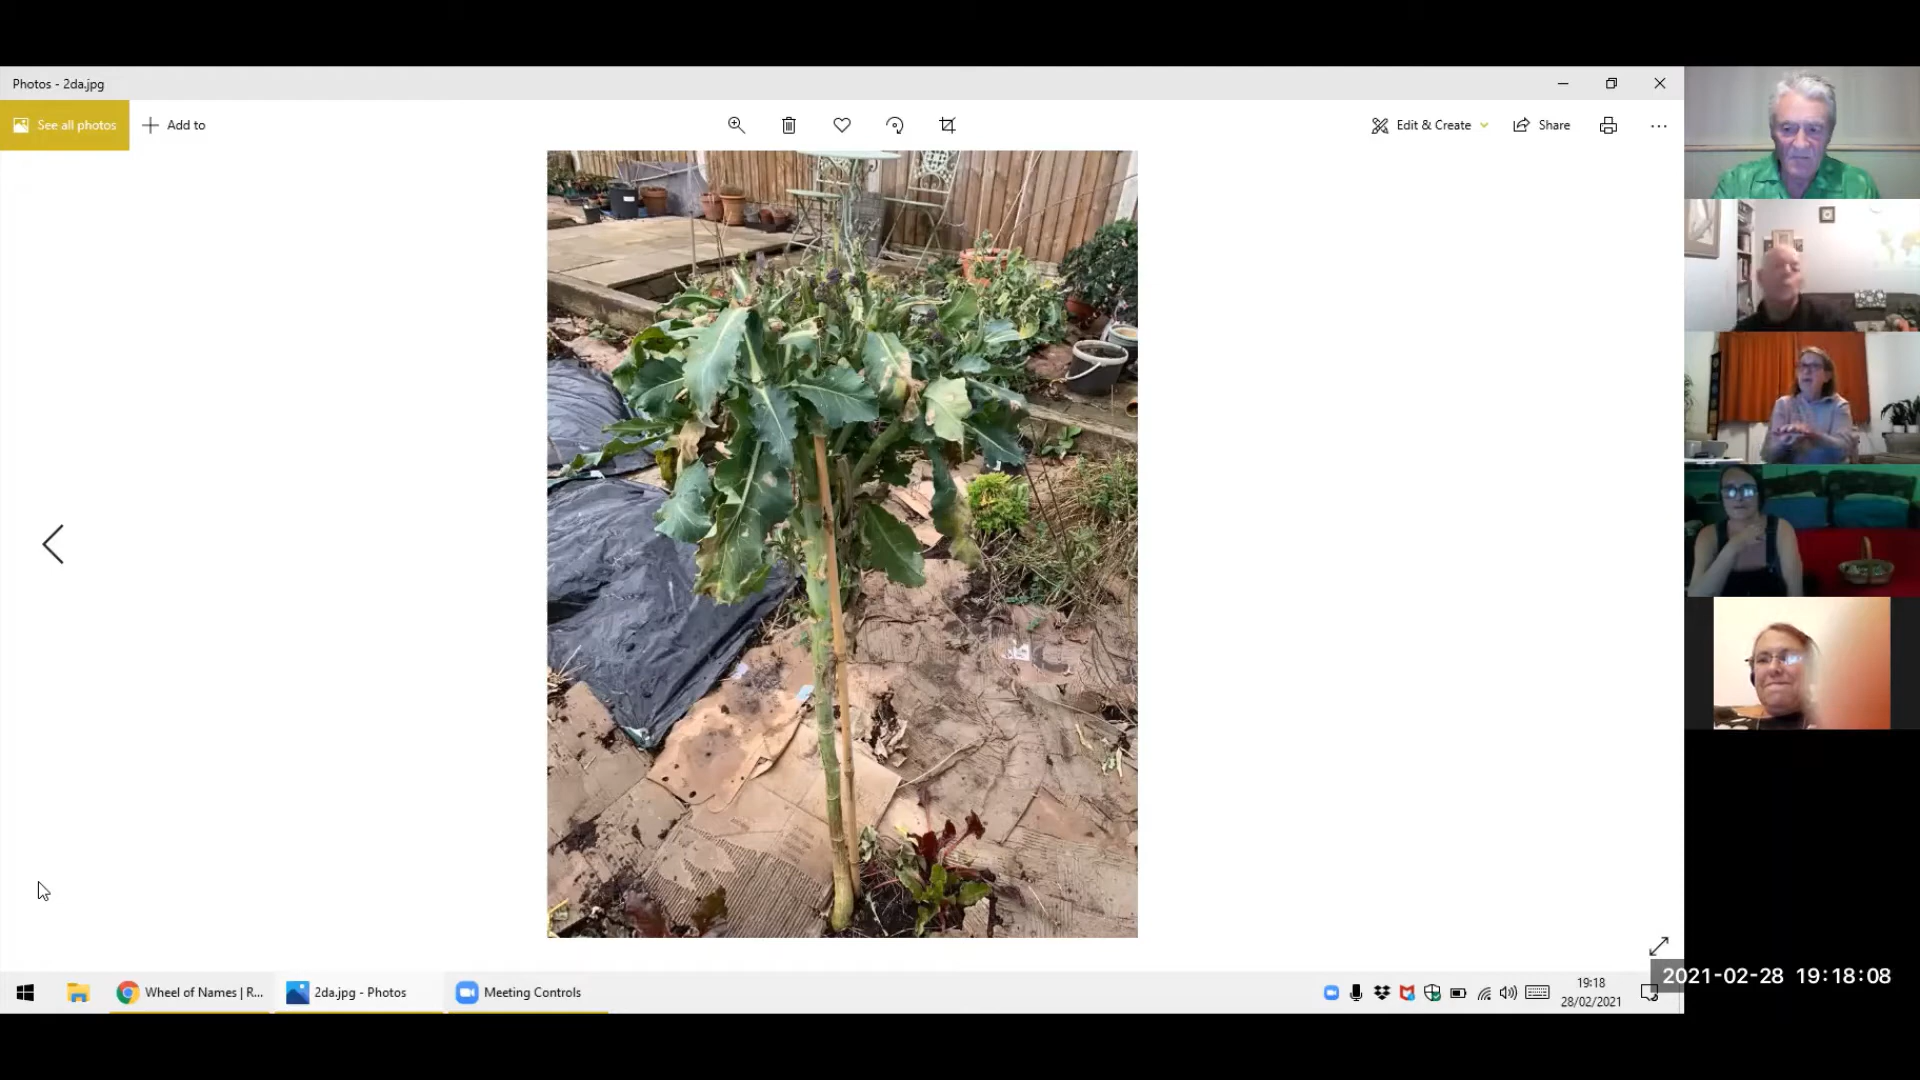 Photos - 2da.jpg
See all photos
Add to
Edit & Create
Share
Wheel of Names | R...
2da.jpg - Photos
Meeting Controls
19:18
28/02/2021
2021-02-28 19:18:08